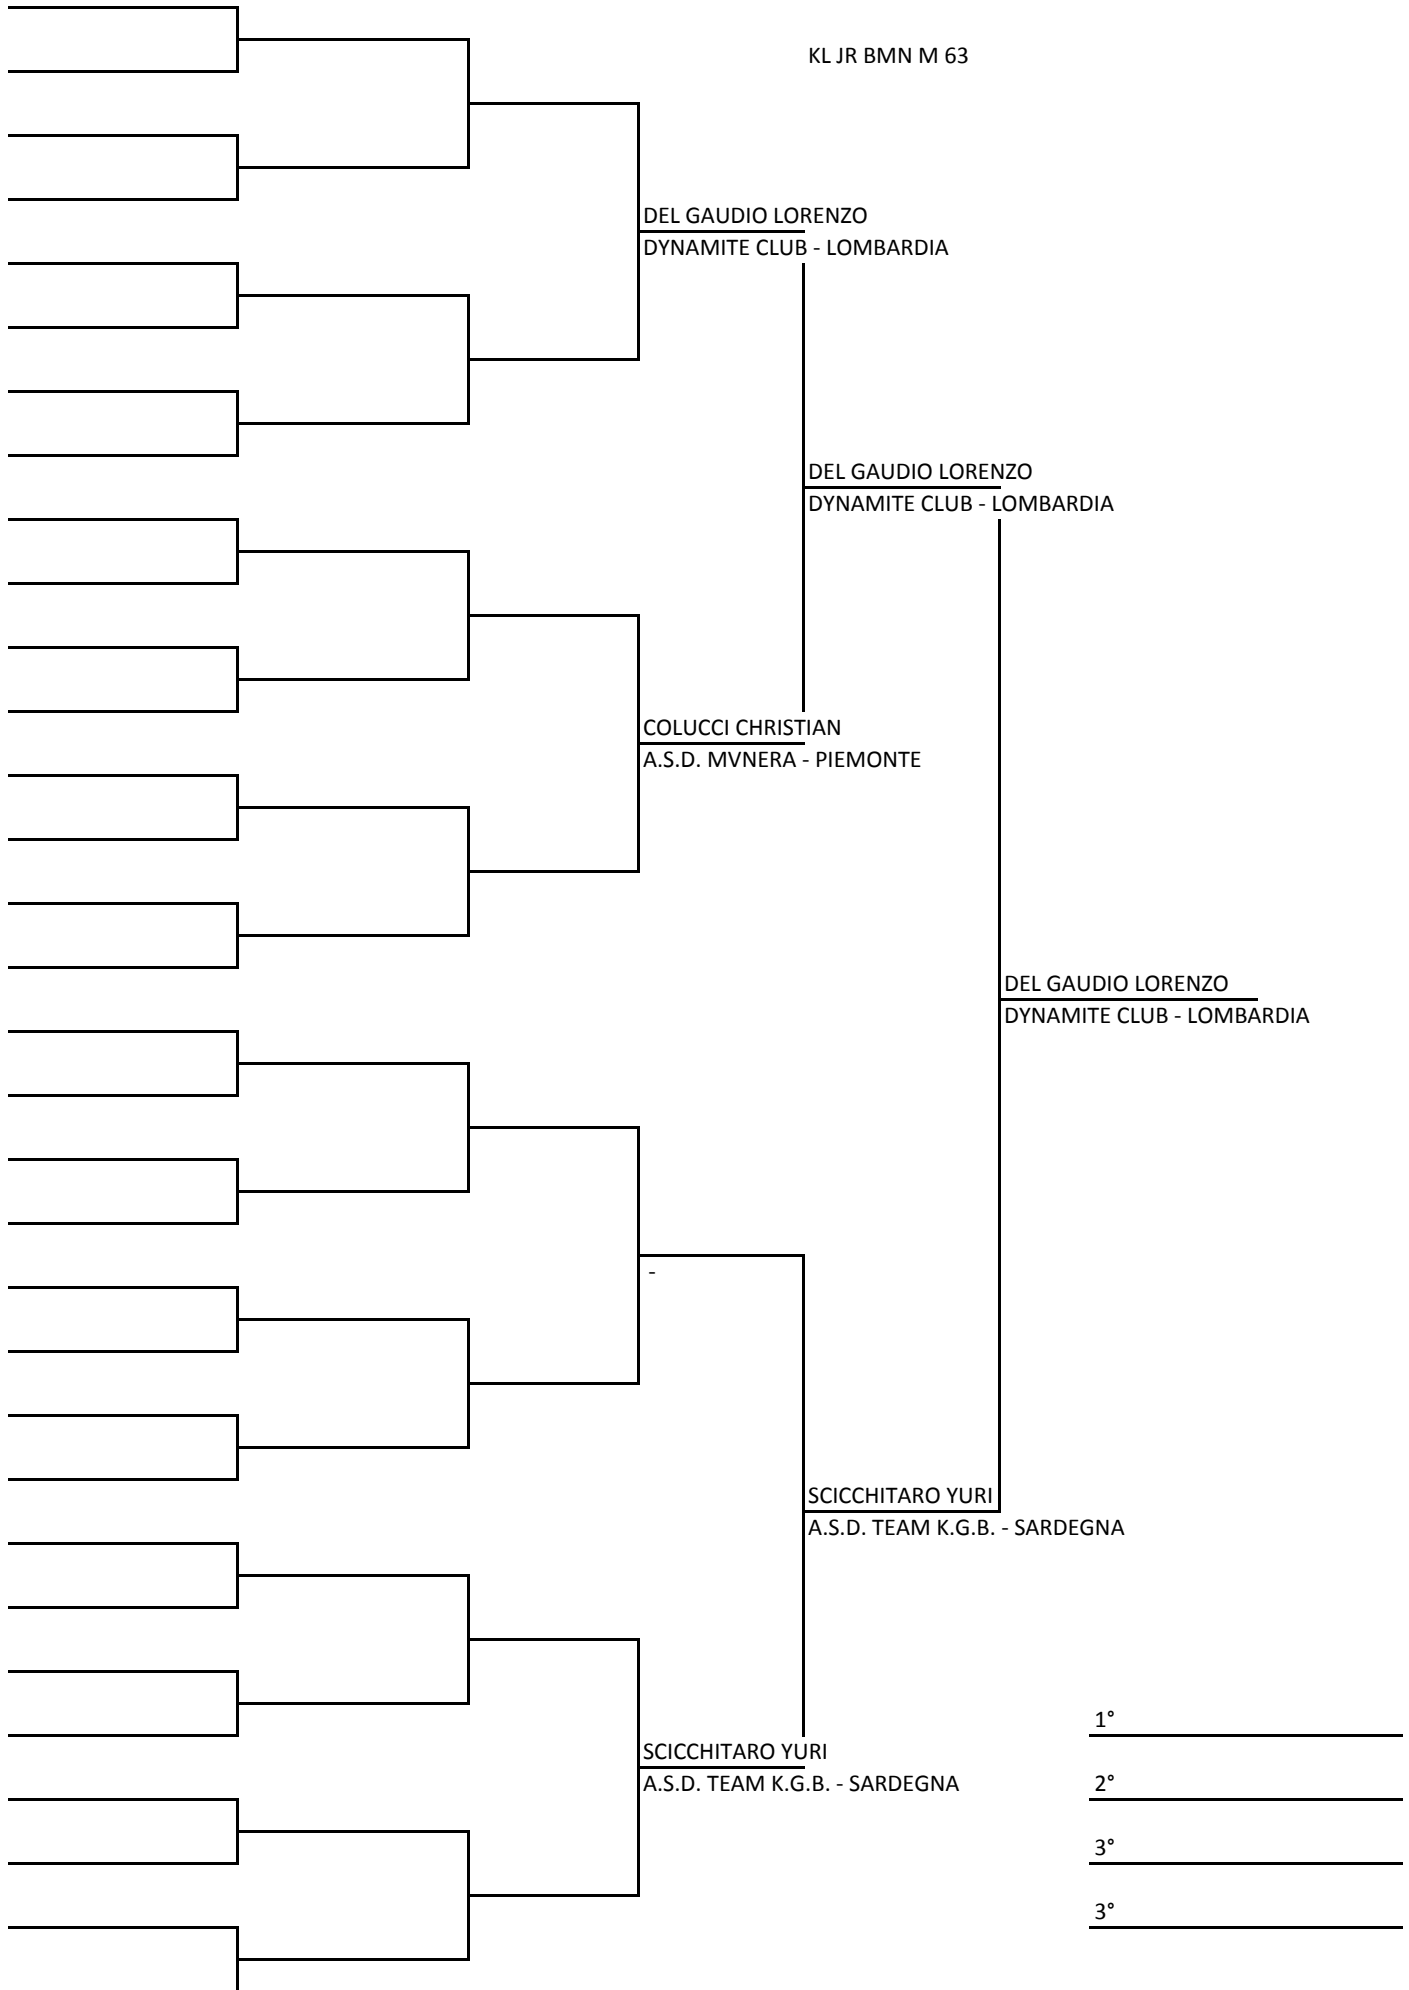 KL JR BMN M 63
DEL GAUDIO LORENZO
DYNAMITE CLUB - LOMBARDIA
DEL GAUDIO LORENZO
DYNAMITE CLUB - LOMBARDIA
COLUCCI CHRISTIAN
A.S.D. MVNERA - PIEMONTE
DEL GAUDIO LORENZO
DYNAMITE CLUB - LOMBARDIA
-
SCICCHITARO YURI
A.S.D. TEAM K.G.B. - SARDEGNA
1°
SCICCHITARO YURI
A.S.D. TEAM K.G.B. - SARDEGNA
2°
3°
3°